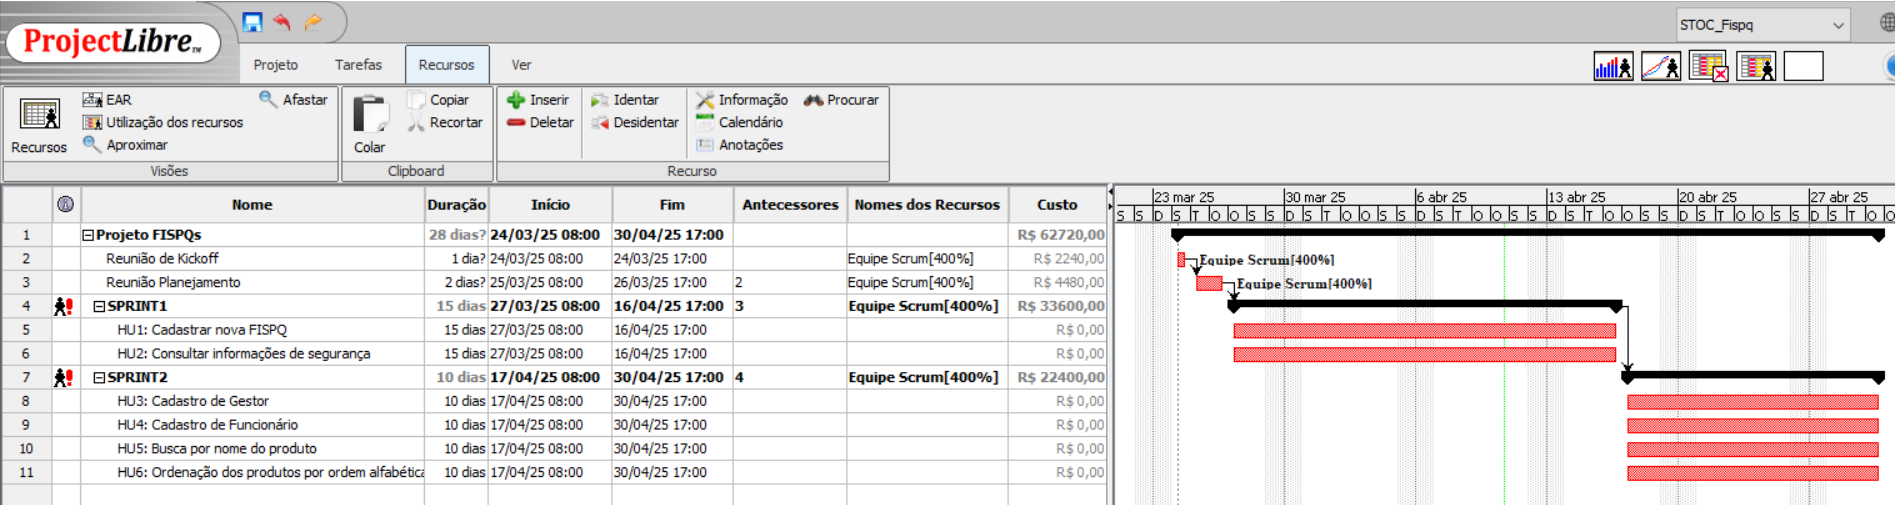 STOC_Fispq
ProjectLibre™
Projeto Tarefas Recursos Ver
Recursos
EAR
Utilização dos recursos
Aproximar
Afastar
Visões
Colar
Copiar
Recortar
Clipboard
Inserir
Deletar
Identar
Desidentar
Informação
Calendário
Anotações
Procurar
Recurso
Nome Duração Início Fim Antecessores Nomes dos Recursos Custo
23 mar 25 30 mar 25 6 abr 25 13 abr 25 20 abr 25 27 abr 25
S S D S T O O S S D S T O O S S D S T O O S S D S T O O S S D S T O O S S D S T O O
1 Projeto FISPQs 28 dias? 24/03/25 08:00 30/04/25 17:00 R$ 62720,00
2 Reunião de Kickoff 1 dia? 24/03/25 08:00 24/03/25 17:00 Equipe Scrum[400%] R$ 2240,00 Equipe Scrum[400%]
3 Reunião Planejamento 2 dias? 25/03/25 08:00 26/03/25 17:00 2 Equipe Scrum[400%] R$ 4480,00 Equipe Scrum[400%]
4 SPRINT1 15 dias 27/03/25 08:00 16/04/25 17:00 3 Equipe Scrum[400%] R$ 33600,00
5 HU1: Cadastrar nova FISPQ 15 dias 27/03/25 08:00 16/04/25 17:00 R$ 0,00
6 HU2: Consultar informações de segurança 15 dias 27/03/25 08:00 16/04/25 17:00 R$ 0,00
7 SPRINT2 10 dias 17/04/25 08:00 30/04/25 17:00 4 Equipe Scrum[400%] R$ 22400,00
8 HU3: Cadastro de Gestor 10 dias 17/04/25 08:00 30/04/25 17:00 R$ 0,00
9 HU4: Cadastro de Funcionário 10 dias 17/04/25 08:00 30/04/25 17:00 R$ 0,00
10 HU5: Busca por nome do produto 10 dias 17/04/25 08:00 30/04/25 17:00 R$ 0,00
11 HU6: Ordenação dos produtos por ordem alfabética 10 dias 17/04/25 08:00 30/04/25 17:00 R$ 0,00